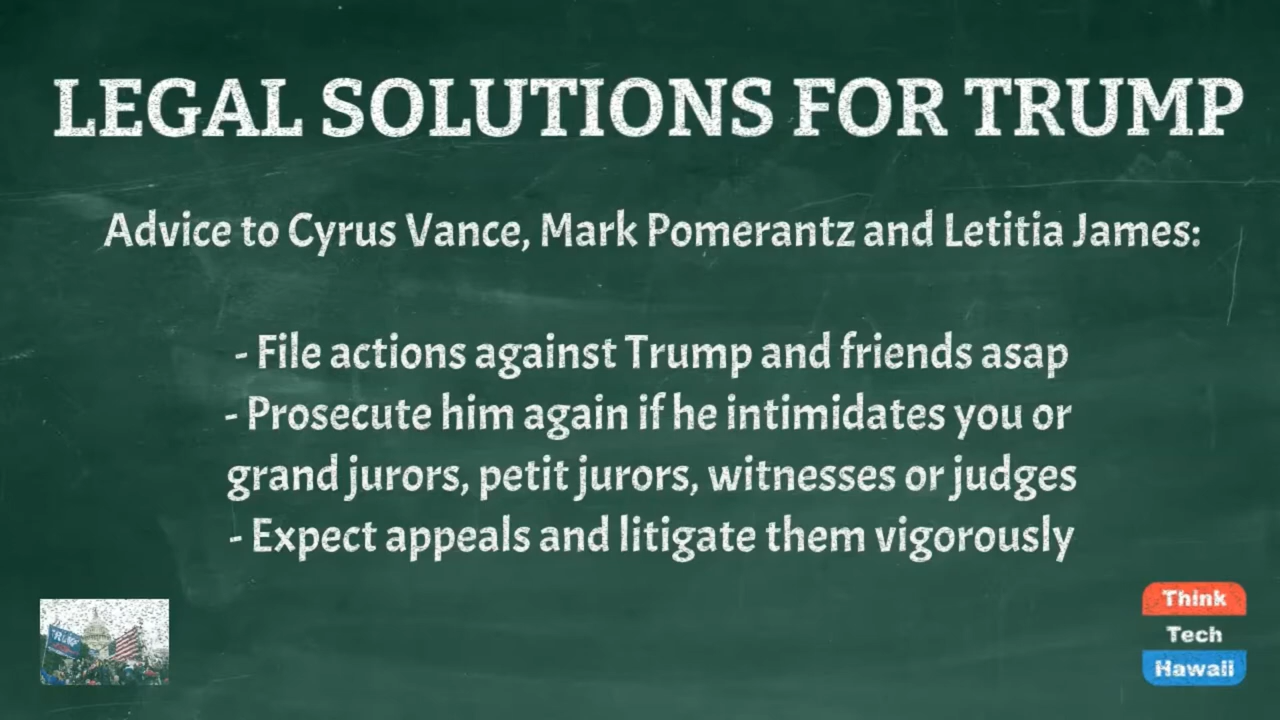 LEGAL SOLUTIONS FOR TRUMP
Advice to Cyrus Vance, Mark Pomerantz and Letitia James:
- File actions against Trump and friends asap
- Prosecute him again if he intimidates you or
grand jurors, petit jurors, witnesses or judges
- Expect appeals and litigate them vigorously
TRUMP
Think
Tech
Hawaii